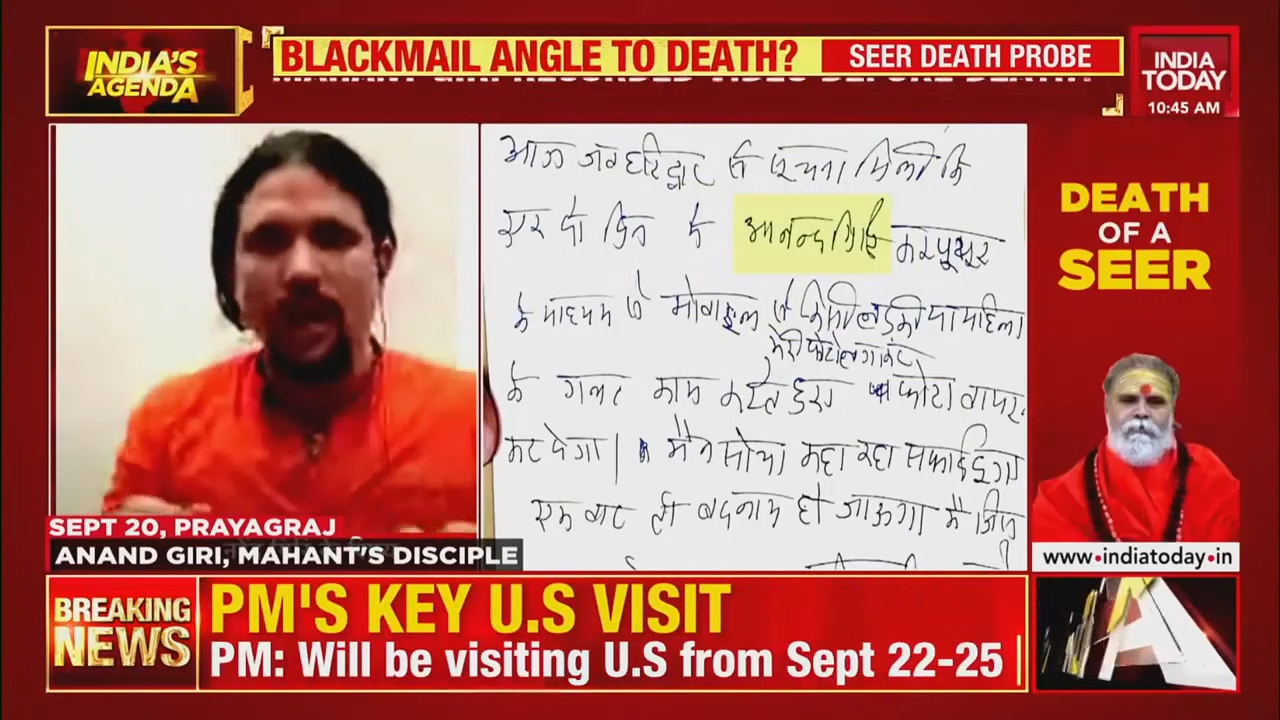 INDIA'S
AGENDA
BLACKMAIL ANGLE TO DEATH?
SEER DEATH PROBE
INDIA
TODAY
10:45 AM
आज जब हरिद्वार से सूचना मिली कि
एक दो दिन के आनन्द गिरि कम्पूयर
के माध्यम से मोबाइल से किसी लड़की या महिला
मेरी फोटो लगाकर
के गलत काम करते हुए फोटो वायर
कर देगा। मैंने सोचा कहा सफाई दूंगा
एक बार तो बदनाम हो जाऊगा मै जिस
DEATH
OF A
SEER
SEPT 20, PRAYAGRAJ
ANAND GIRI, MAHANT'S DISCIPLE
www•indiatoday•in
BREAKING
NEWS
PM'S KEY U.S VISIT
PM: Will be visiting U.S from Sept 22-25